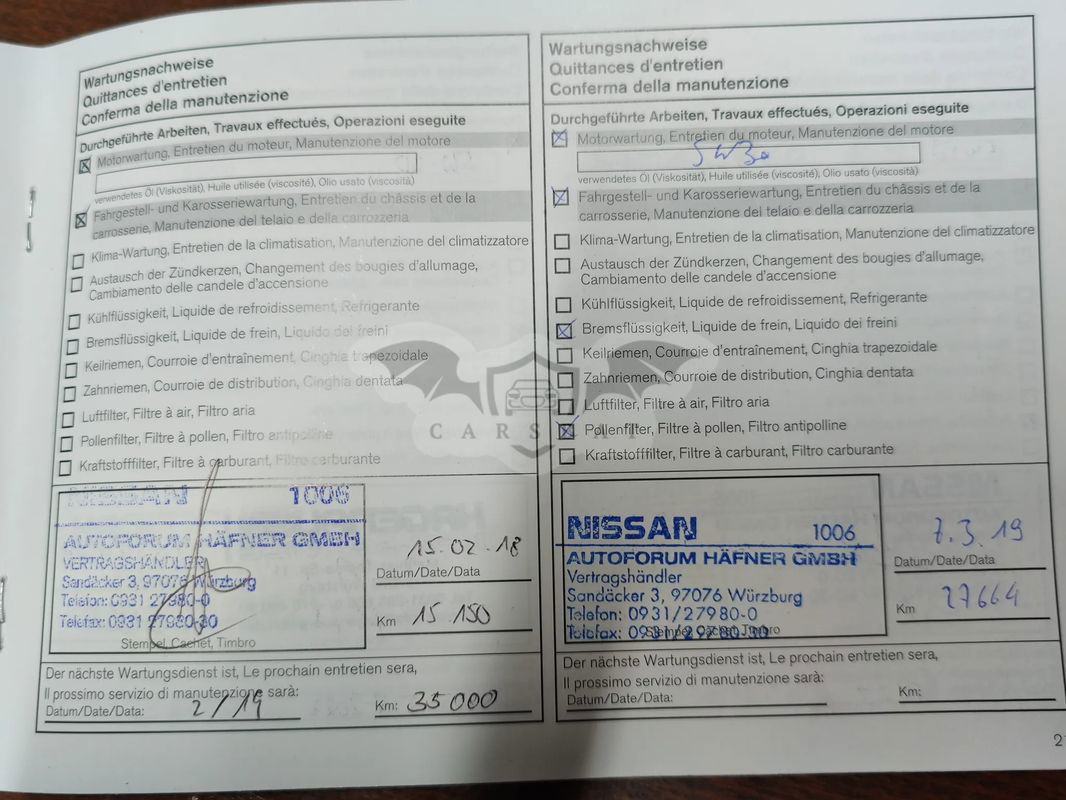 Wartungsnachweise
Quittances d'entretien
Conferma della manutenzione
Durchgeführte Arbeiten, Travaux effectués, Operazioni eseguite
Motorwartung, Entretien du moteur, Manutenzione del motore
verwendetes Öl (Viskosität), Huile utilisée (viscosité), Olio usato (viscosità)
Fahrgestell- und Karosseriewartung, Entretien du châssis et de la
carrosserie, Manutenzione del telaio e della carrozzeria
Klima-Wartung, Entretien de la climatisation, Manutenzione del climatizzatore
Austausch der Zündkerzen, Changement des bougies d'allumage,
Cambiamento delle candele d'accensione
Kühlflüssigkeit, Liquide de refroidissement, Refrigerante
Bremsflüssigkeit, Liquide de frein, Liquido dei freini
Keilriemen, Courroie d'entraînement, Cinghia trapezoidale
Zahnriemen, Courroie de distribution, Cinghia dentata
Luftfilter, Filtre à air, Filtro aria
Pollenfilter, Filtre à pollen, Filtro antipolline
Kraftstofffilter, Filtre à carburant, Filtro carburante
NISSAN 1006
AUTOFORUM HÄFNER GMBH
VERTRAGSHÄNDLER
Sandäcker 3, 97076 Würzburg
Telefon: 0931 27980-0
Telefax: 0931 27980-30
Stempel, Cachet, Timbro
15.02.18
Datum/Date/Data
Km 15 150
Der nächste Wartungsdienst ist, Le prochain entretien sera,
Il prossimo servizio di manutenzione sarà:
Datum/Date/Data: 2/19 Km: 35000
Wartungsnachweise
Quittances d'entretien
Conferma della manutenzione
Durchgeführte Arbeiten, Travaux effectués, Operazioni eseguite
Motorwartung, Entretien du moteur, Manutenzione del motore
5W30
verwendetes Öl (Viskosität), Huile utilisée (viscosité), Olio usato (viscosità)
Fahrgestell- und Karosseriewartung, Entretien du châssis et de la
carrosserie, Manutenzione del telaio e della carrozzeria
Klima-Wartung, Entretien de la climatisation, Manutenzione del climatizzatore
Austausch der Zündkerzen, Changement des bougies d'allumage,
Cambiamento delle candele d'accensione
Kühlflüssigkeit, Liquide de refroidissement, Refrigerante
Bremsflüssigkeit, Liquide de frein, Liquido dei freini
Keilriemen, Courroie d'entraînement, Cinghia trapezoidale
Zahnriemen, Courroie de distribution, Cinghia dentata
Luftfilter, Filtre à air, Filtro aria
Pollenfilter, Filtre à pollen, Filtro antipolline
Kraftstofffilter, Filtre à carburant, Filtro carburante
NISSAN 1006
AUTOFORUM HÄFNER GMBH
Vertragshändler
Sandäcker 3, 97076 Würzburg
Telefon: 0931/27980-0
Telefax:
Stempel, Cachet, Timbro
7.3.19
Datum/Date/Data
Km 27664
Der nächste Wartungsdienst ist, Le prochain entretien sera,
Il prossimo servizio di manutenzione sarà:
Datum/Date/Data: Km: